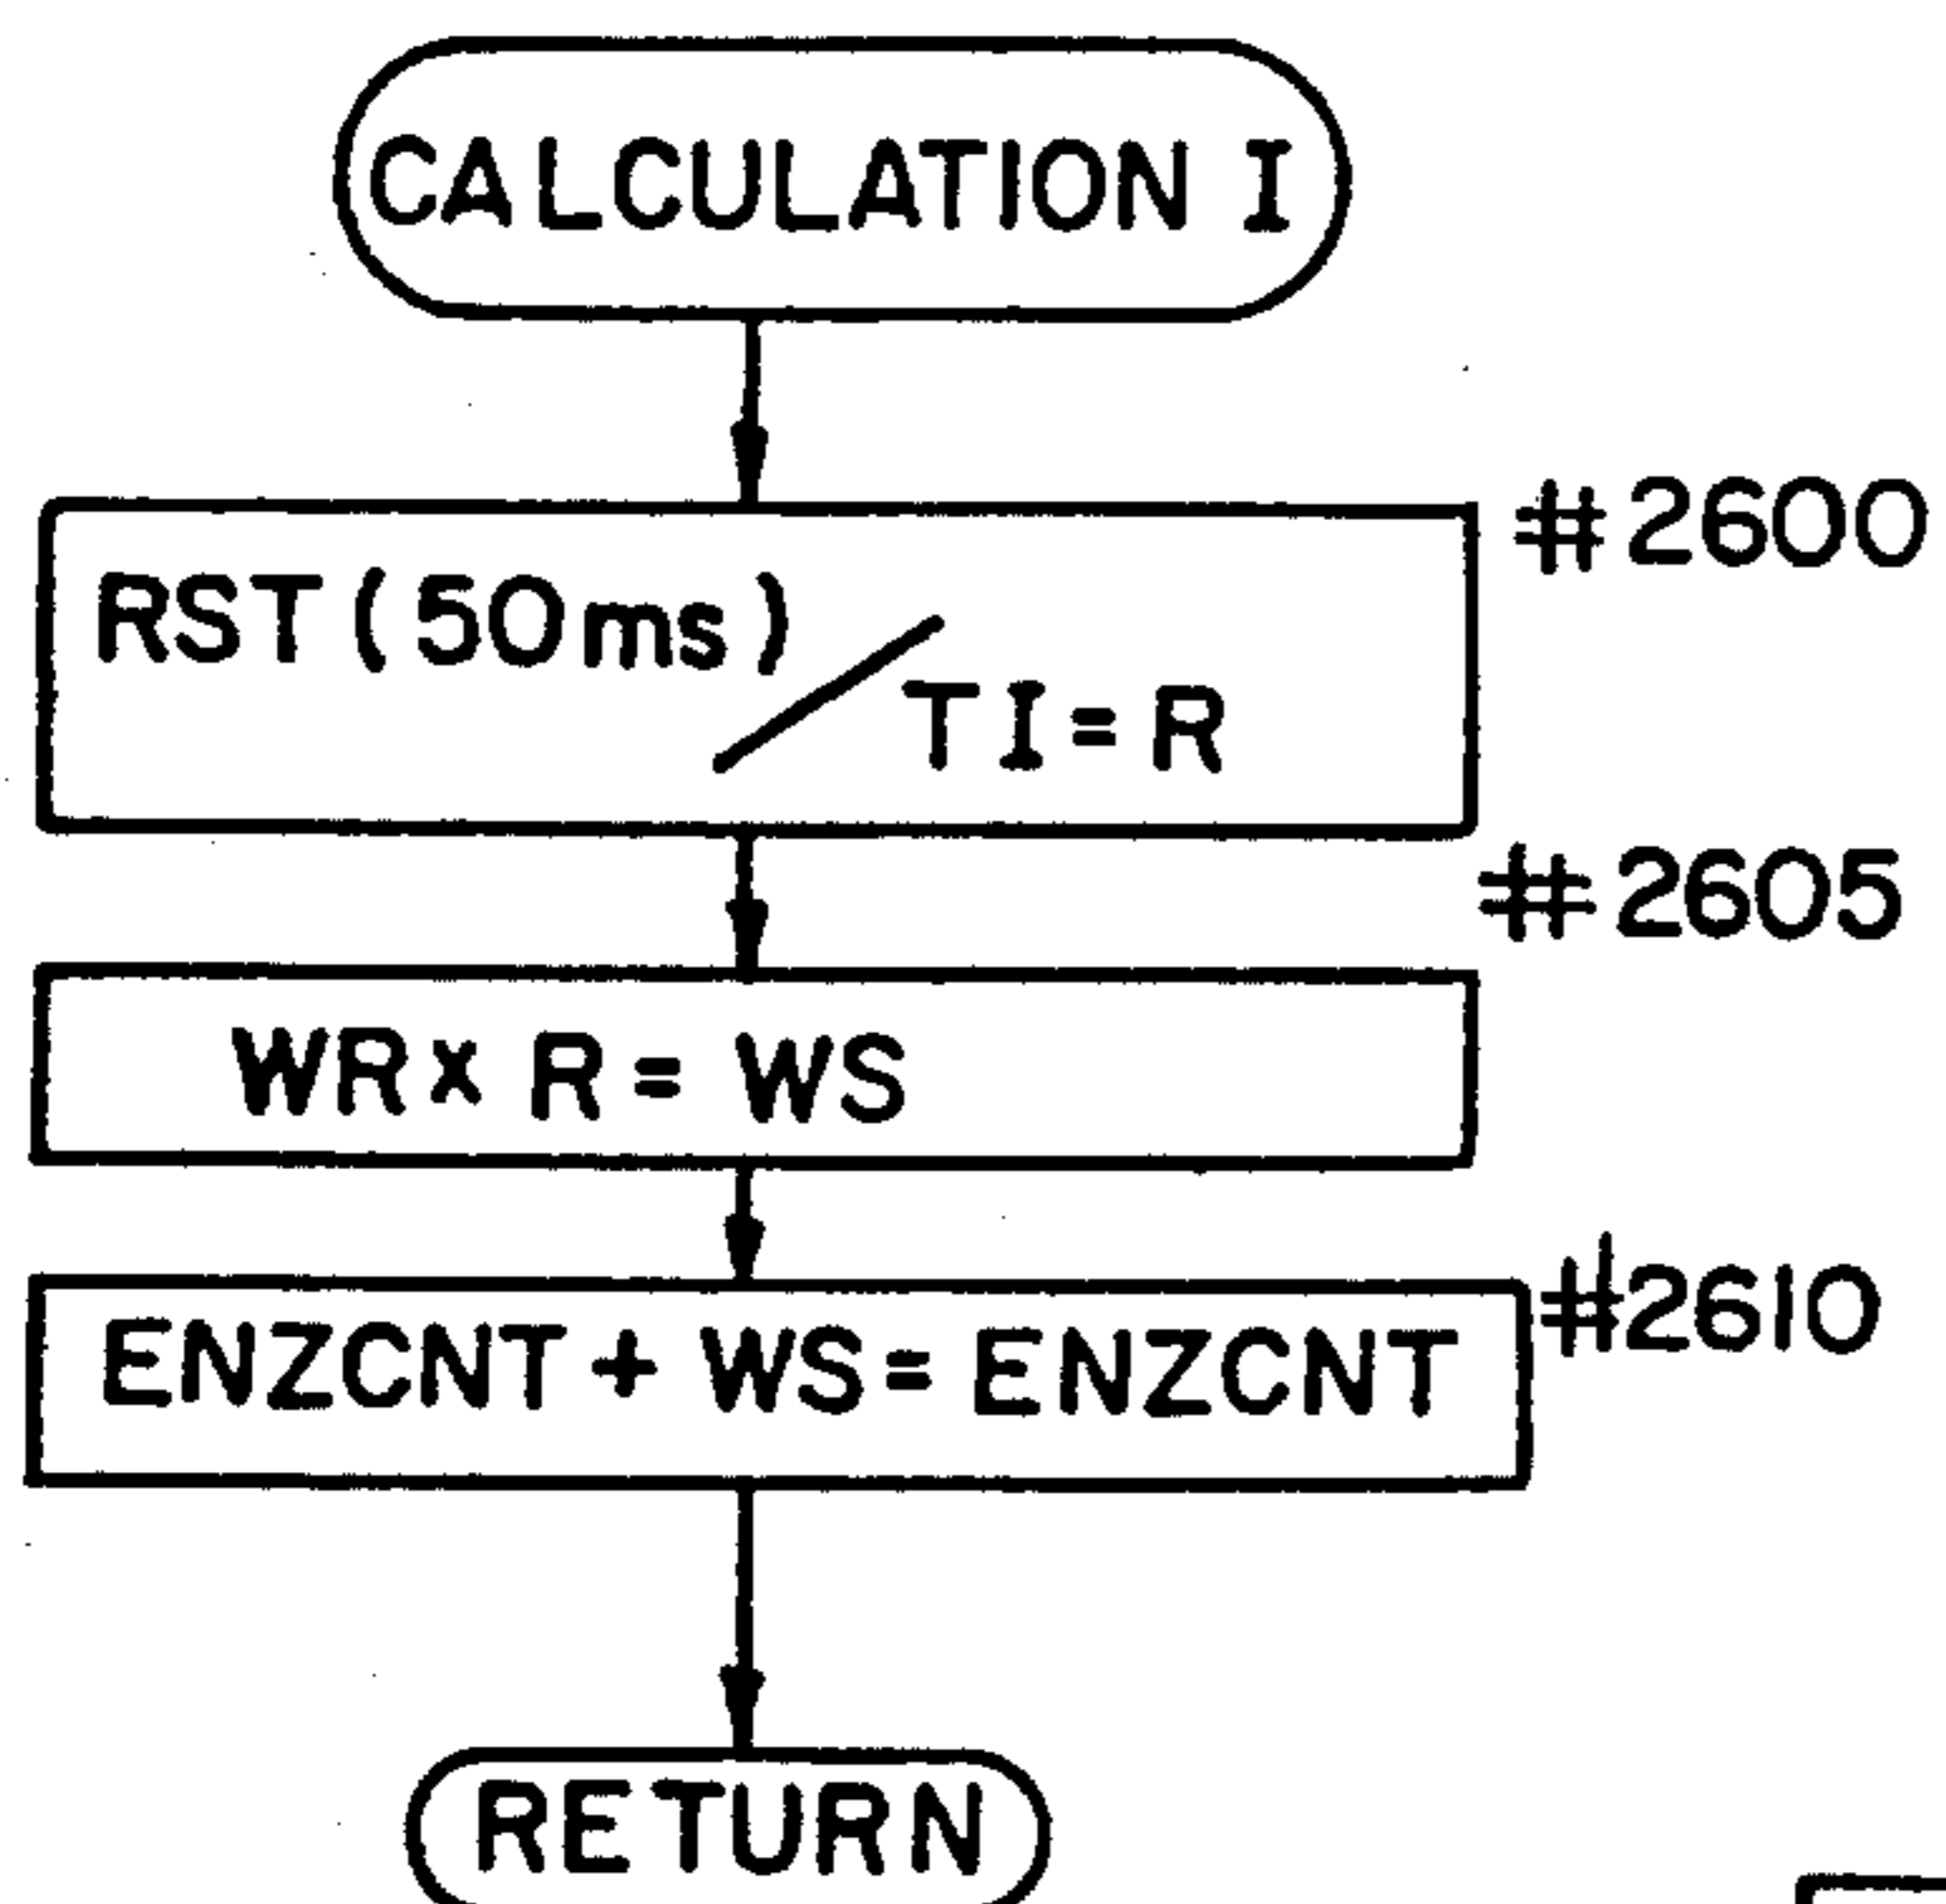 CALCULATION I
#2600
RST(50ms)/TI=R
#2605
WR x R = WS
#2610
ENZCNT + WS = ENZCNT
RETURN